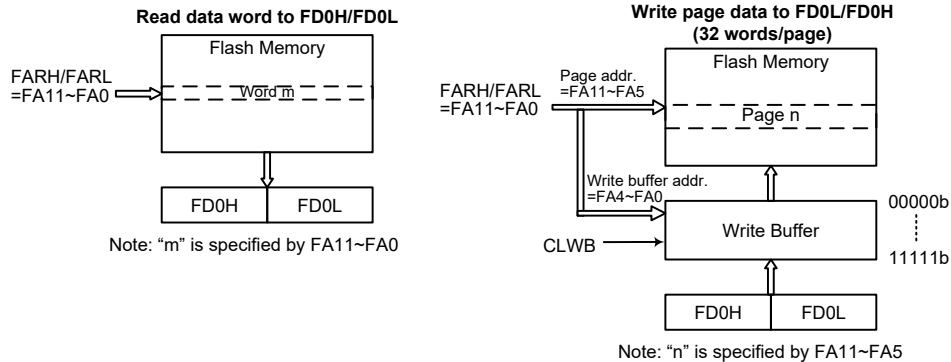 Read data word to FD0H/FD0L
Flash Memory
FARH/FARL
=FA11~FA0
Word m
FD0H
FD0L
Note: “m” is specified by FA11~FA0
Write page data to FD0L/FD0H
(32 words/page)
Flash Memory
FARH/FARL
=FA11~FA0
Page addr.
=FA11~FA5
Page n
Write buffer addr.
=FA4~FA0
Write Buffer
00000b
11111b
CLWB
FD0H
FD0L
Note: “n” is specified by FA11~FA5